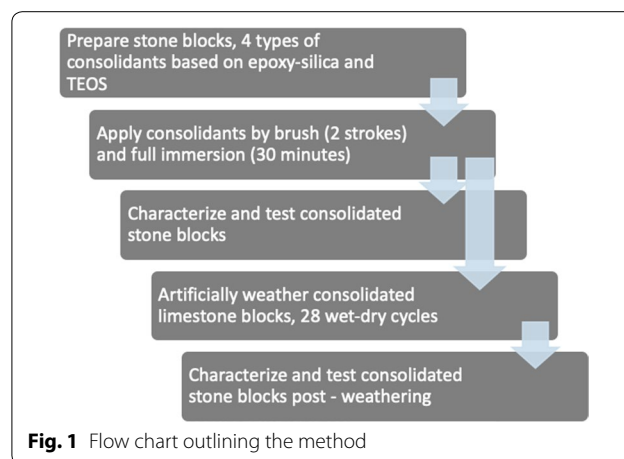 Prepare stone blocks, 4 types of
consolidants based on epoxy-silica and
TEOS
Apply consolidants by brush (2 strokes)
and full immersion (30 minutes)
Characterize and test consolidated
stone blocks
Artificially weather consolidated
limestone blocks, 28 wet-dry cycles
Characterize and test consolidated
stone blocks post - weathering
Fig. 1 Flow chart outlining the method